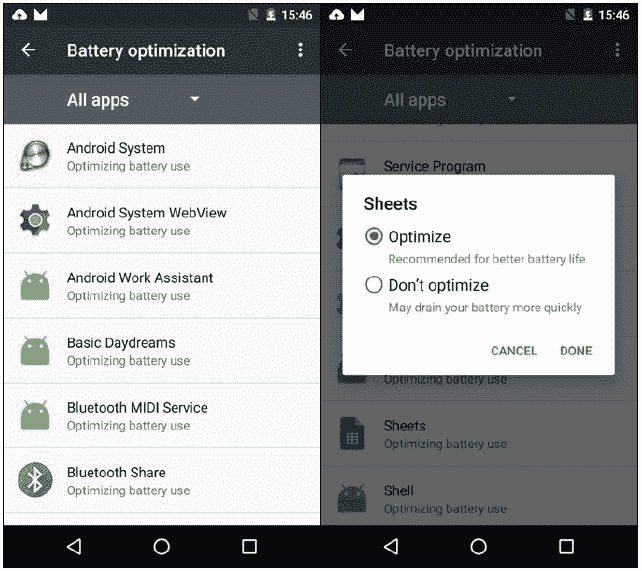 15:46
Battery optimization
All apps
Android System
Optimizing battery use
Android System WebView
Optimizing battery use
Android Work Assistant
Optimizing battery use
Basic Daydreams
Optimizing battery use
Bluetooth MIDI Service
Optimizing battery use
Bluetooth Share
Optimizing battery use
15:46
Battery optimization
All apps
Service Program
Sheets
Optimize
Recommended for better battery life
Don't optimize
May drain your battery more quickly
CANCEL DONE
Optimizing battery use
Sheets
Optimizing battery use
Shell
Optimizing battery use